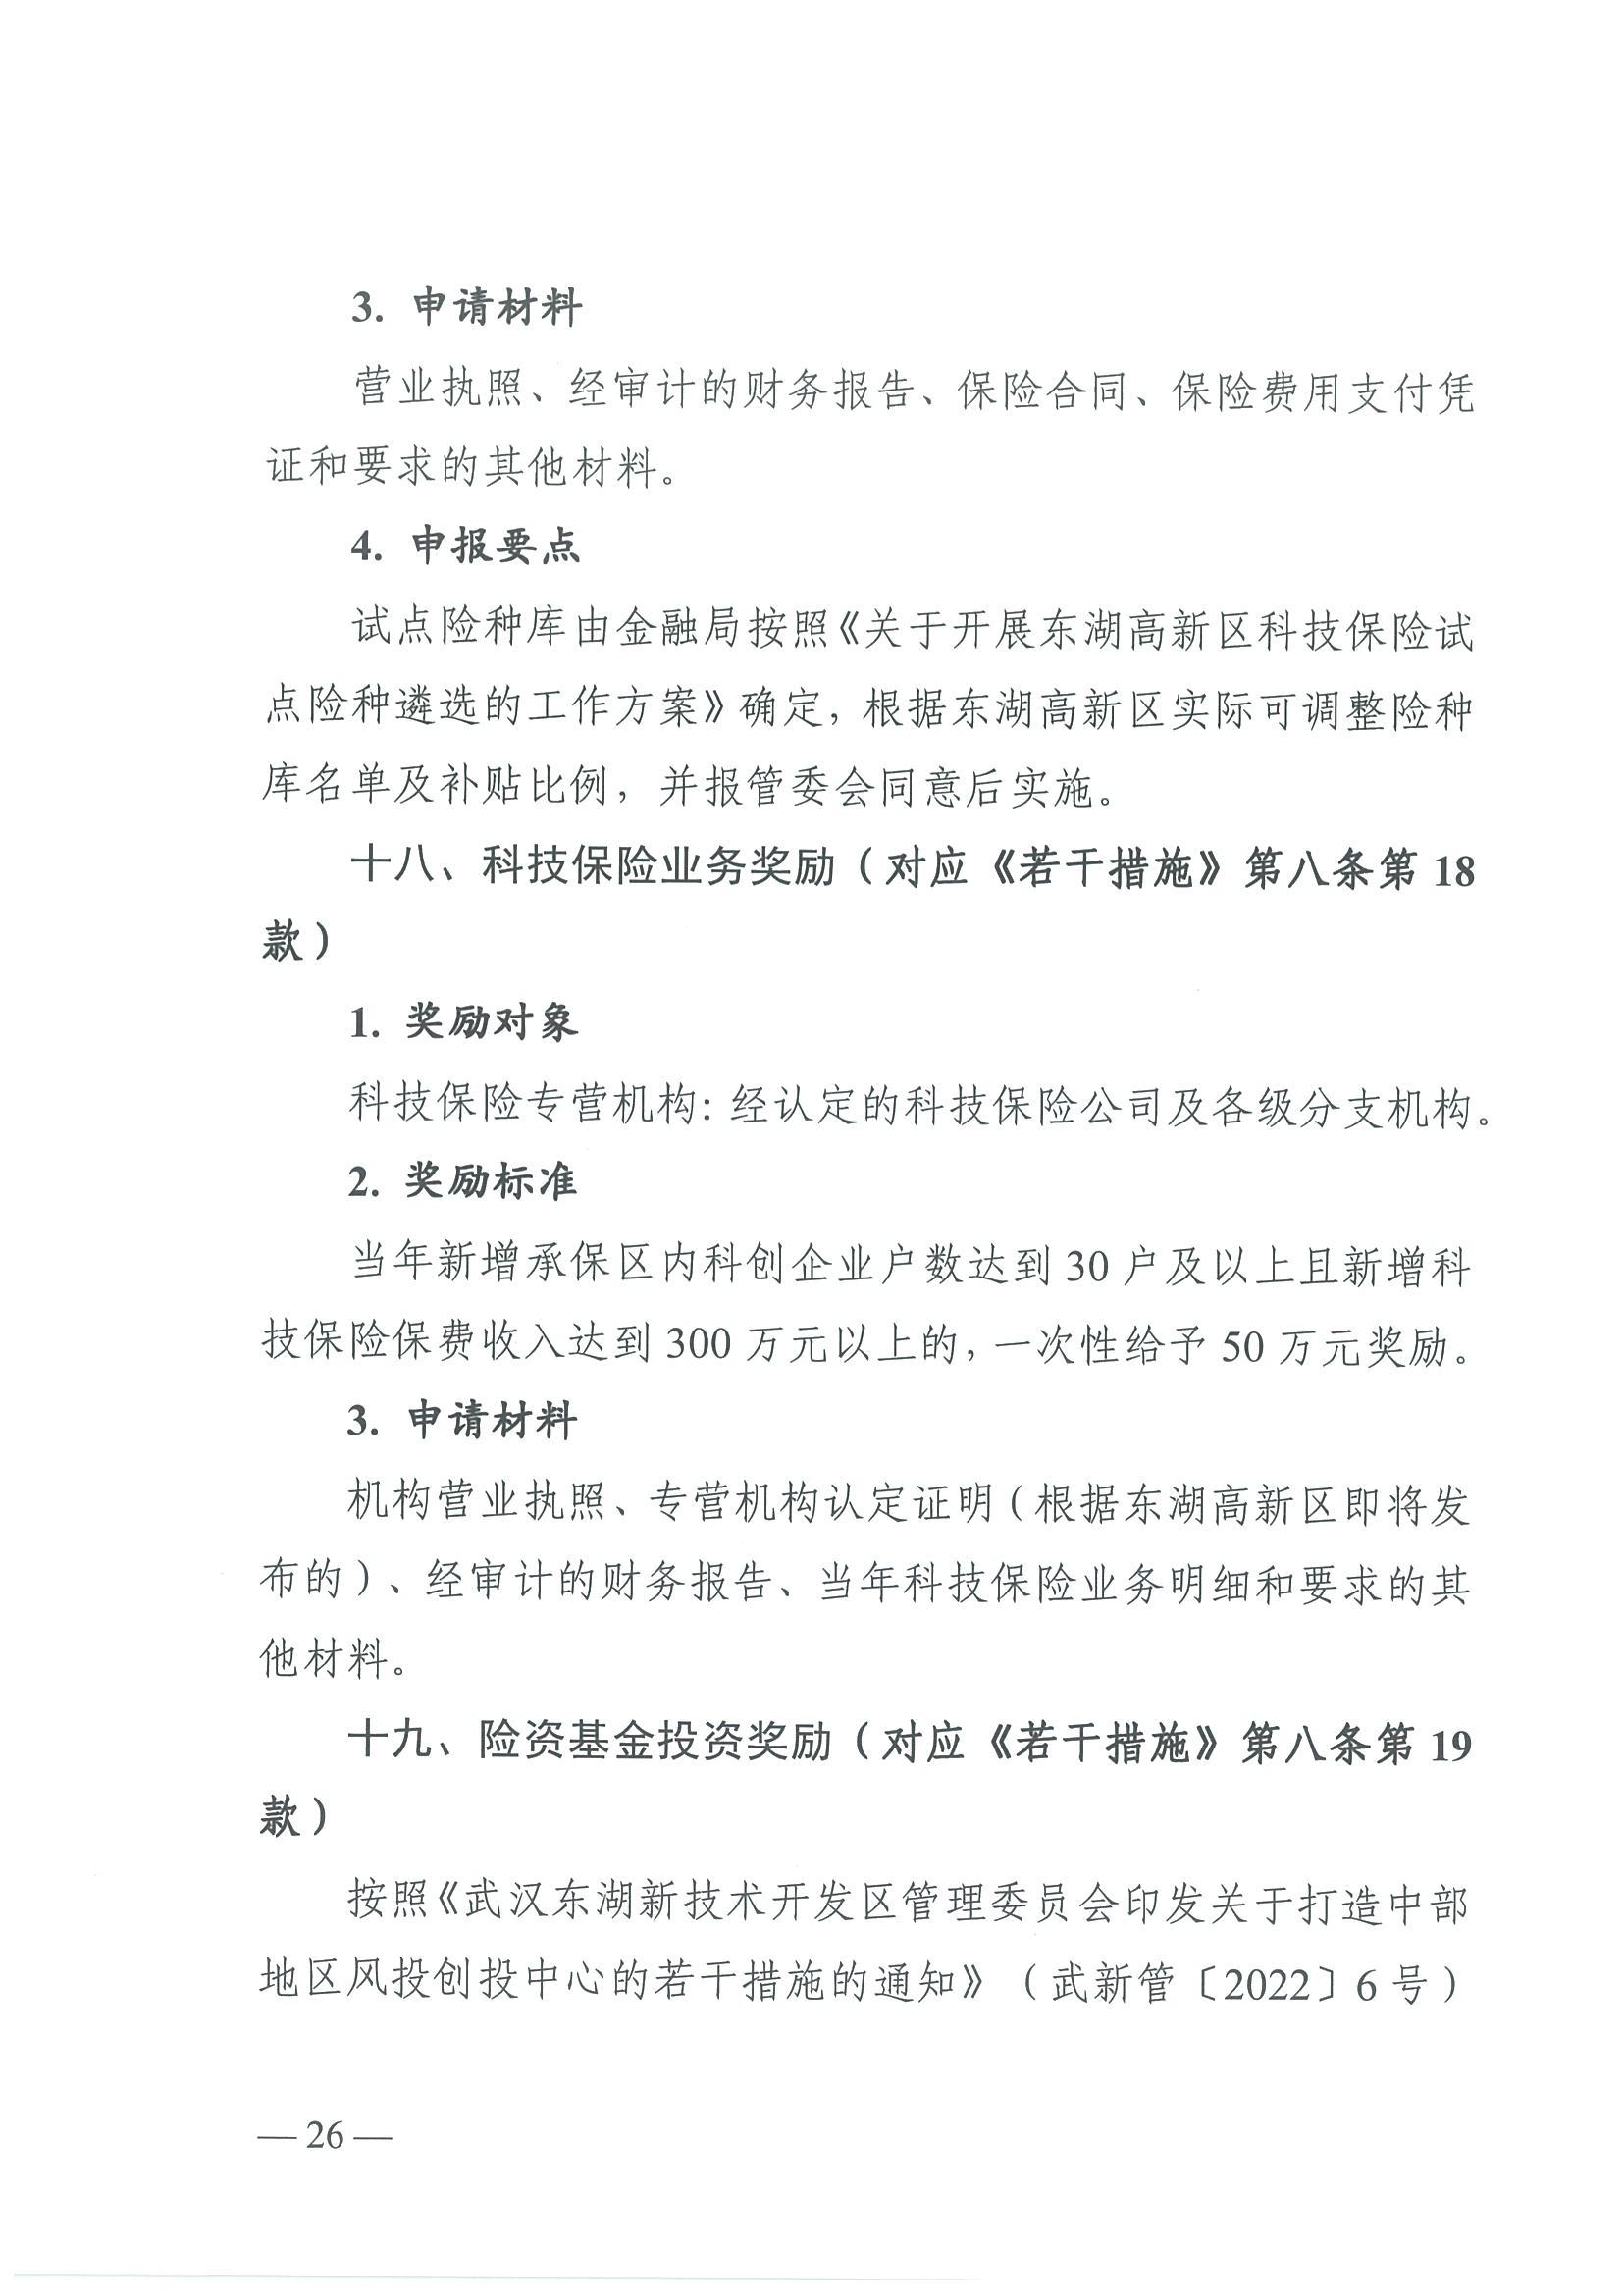 3. 申请材料
营业执照、经审计的财务报告、保险合同、保险费用支付凭
证和要求的其他材料。
4. 申报要点
试点险种库由金融局按照《关于开展东湖高新区科技保险试
点险种遴选的工作方案》确定，根据东湖高新区实际可调整险种
库名单及补贴比例，并报管委会同意后实施。
十八、科技保险业务奖励（对应《若干措施》第八条第 18
款）
1. 奖励对象
科技保险专营机构：经认定的科技保险公司及各级分支机构。
2. 奖励标准
当年新增承保区内科创企业户数达到 30 户及以上且新增科
技保险保费收入达到 300 万元以上的，一次性给予 50 万元奖励。
3. 申请材料
机构营业执照、专营机构认定证明（根据东湖高新区即将发
布的）、经审计的财务报告、当年科技保险业务明细和要求的其
他材料。
十九、险资基金投资奖励（对应《若干措施》第八条第 19
款）
按照《武汉东湖新技术开发区管理委员会印发关于打造中部
地区风投创投中心的若干措施的通知》（武新管〔2022〕6 号）
— 26 —